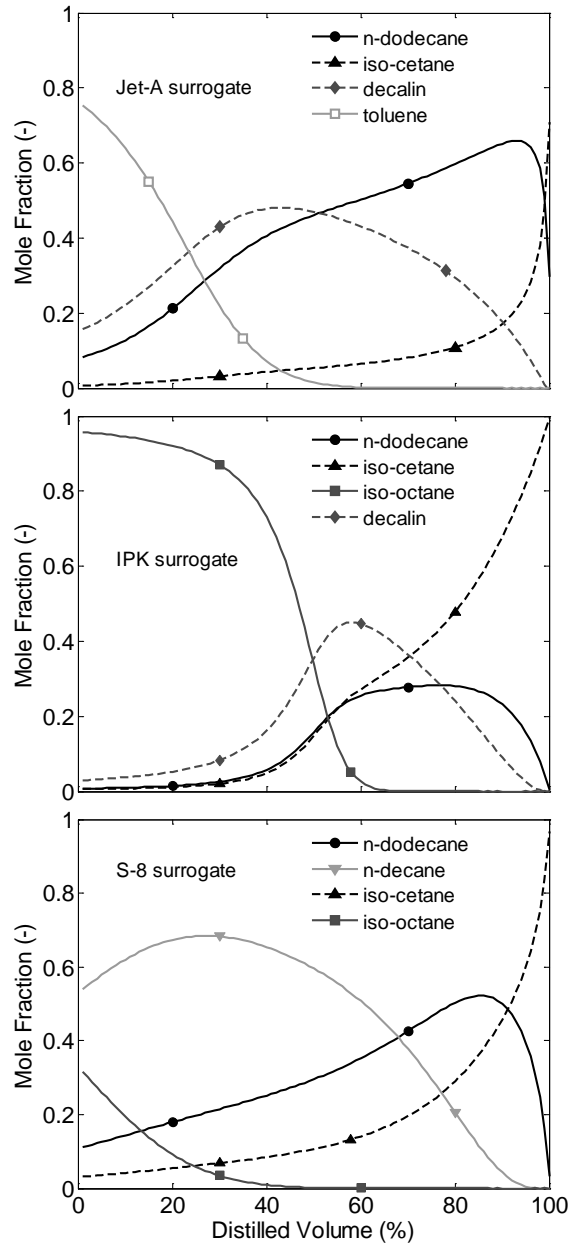 1
n-dodecane
iso-cetane
0.8
Jet-A surrogate
decalin
toluene
0.6
Mole Fraction (-)
0.4
0.2
0
1
n-dodecane
iso-cetane
0.8
iso-octane
decalin
0.6
IPK surrogate
Mole Fraction (-)
0.4
0.2
0
1
n-dodecane
S-8 surrogate
n-decane
0.8
iso-cetane
iso-octane
0.6
Mole Fraction (-)
0.4
0.2
0
0 20 40 60 80 100
Distilled Volume (%)